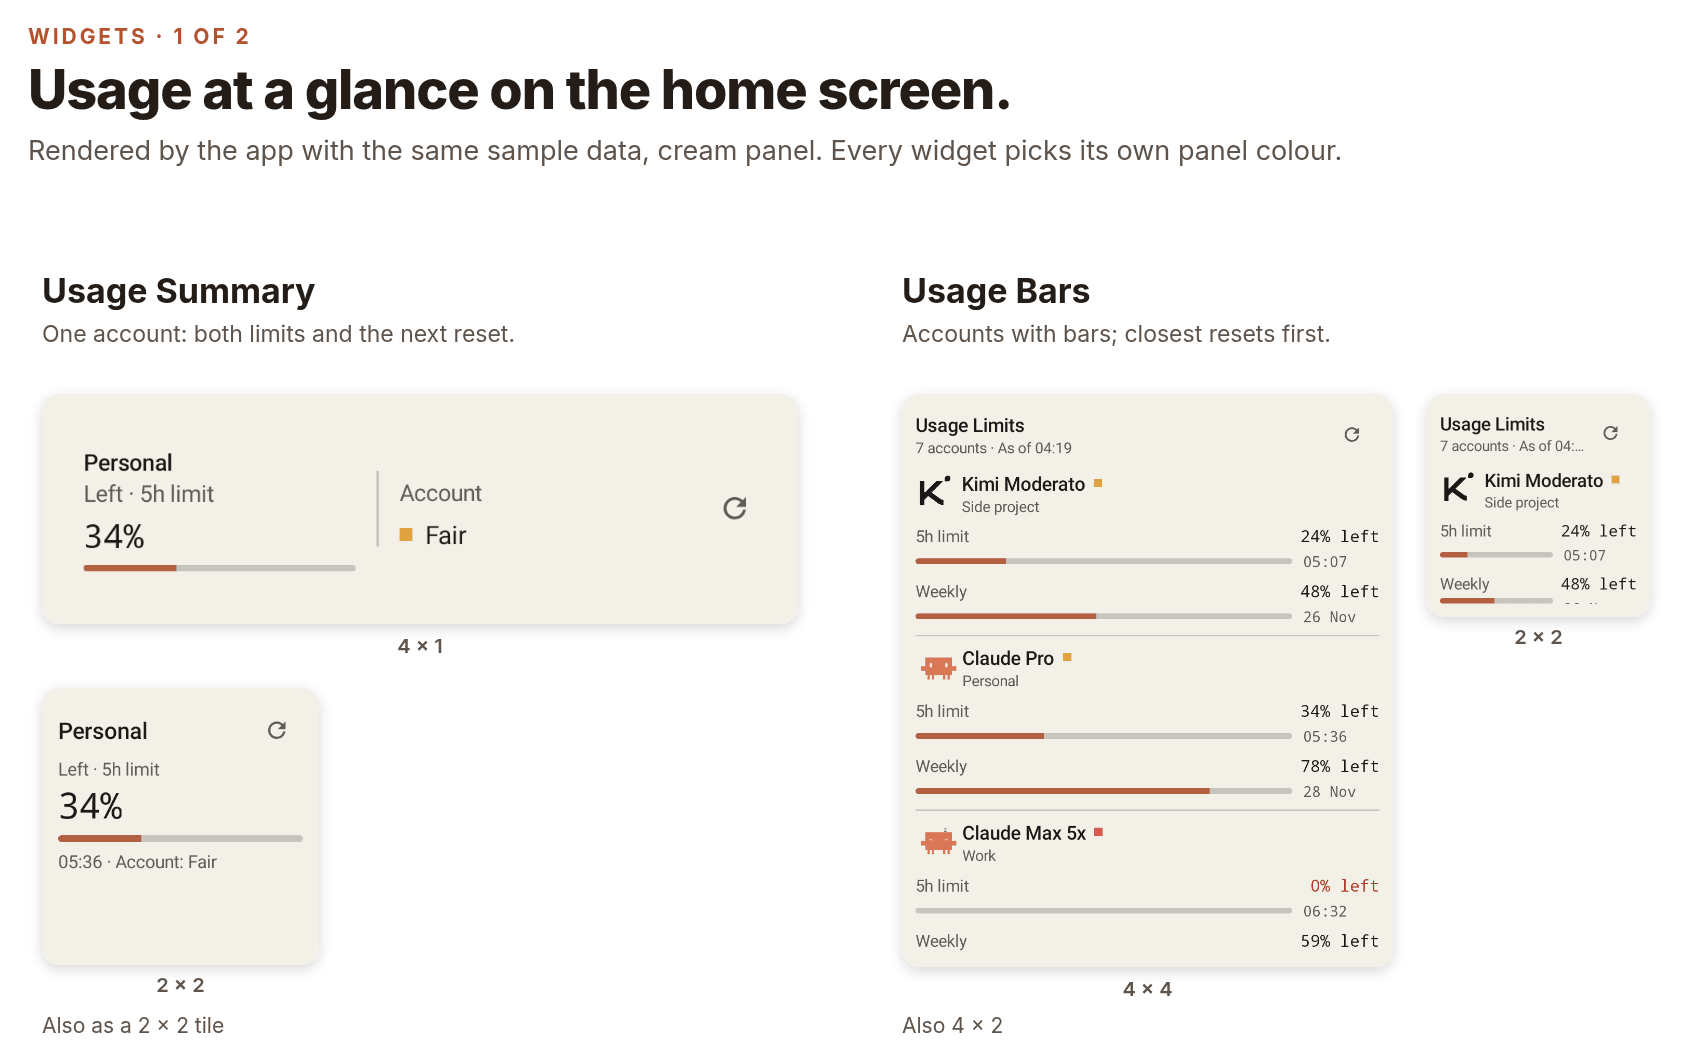 WIDGETS · 1 OF 2
Usage at a glance on the home screen.
Rendered by the app with the same sample data, cream panel. Every widget picks its own panel colour.
Usage Summary
One account: both limits and the next reset.
Personal
Left · 5h limit
34%
Account
Fair
4 × 1
Personal
Left · 5h limit
34%
05:36 · Account: Fair
2 × 2
Also as a 2 × 2 tile
Usage Bars
Accounts with bars; closest resets first.
Usage Limits
7 accounts · As of 04:19
Kimi Moderato
Side project
5h limit 24% left
05:07
Weekly 48% left
26 Nov
Claude Pro
Personal
5h limit 34% left
05:36
Weekly 78% left
28 Nov
Claude Max 5x
Work
5h limit 0% left
06:32
Weekly 59% left
4 × 4
Also 4 × 2
Usage Limits
7 accounts · As of 04:...
Kimi Moderato
Side project
5h limit 24% left
05:07
Weekly 48% left
2 × 2